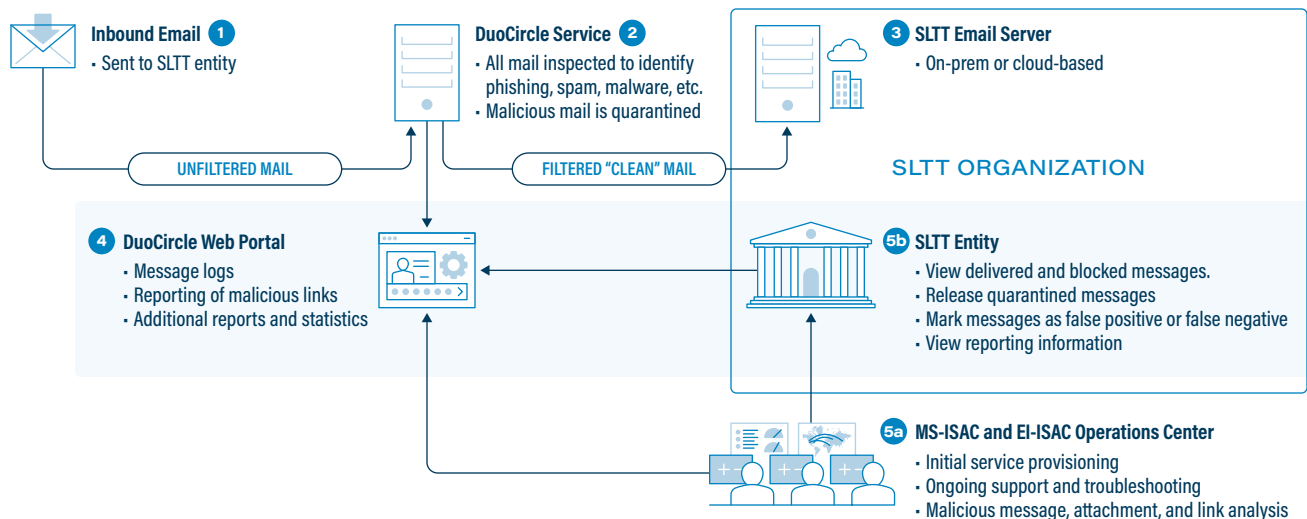 Inbound Email 1
· Sent to SLTT entity
DuoCircle Service 2
· All mail inspected to identify
phishing, spam, malware, etc.
· Malicious mail is quarantined
3 SLTT Email Server
· On-prem or cloud-based
UNFILTERED MAIL
FILTERED “CLEAN” MAIL
SLTT ORGANIZATION
4 DuoCircle Web Portal
· Message logs
· Reporting of malicious links
· Additional reports and statistics
5b SLTT Entity
· View delivered and blocked messages.
· Release quarantined messages
· Mark messages as false positive or false negative
· View reporting information
5a MS-ISAC and EI-ISAC Operations Center
· Initial service provisioning
· Ongoing support and troubleshooting
· Malicious message, attachment, and link analysis